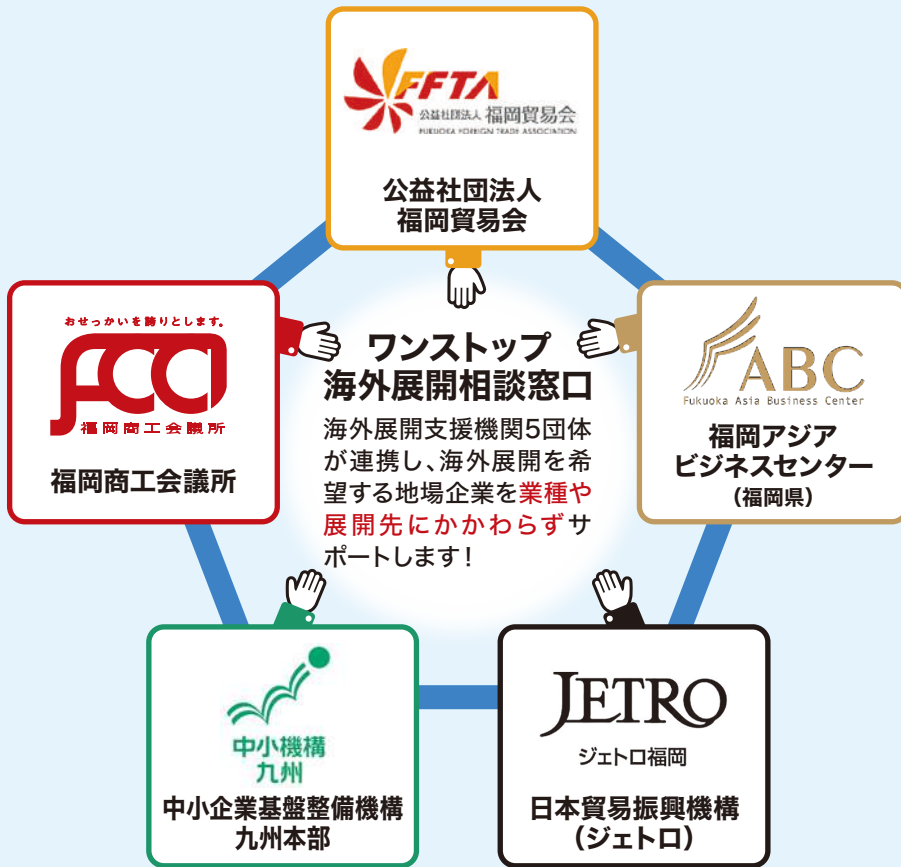 FFTA
公益社団法人 福岡貿易会
FUKUOKA FOREIGN TRADE ASSOCIATION
公益社団法人
福岡貿易会
おせっかいを誇りとします。
fcci
福岡商工会議所
福岡商工会議所
ワンストップ
海外展開相談窓口
海外展開支援機関5団体
が連携し、海外展開を希
望する地場企業を業種や
展開先にかかわらずサ
ポートします!
ABC
Fukuoka Asia Business Center
福岡アジア
ビジネスセンター
(福岡県)
中小機構
九州
中小企業基盤整備機構
九州本部
JETRO
ジェトロ福岡
日本貿易振興機構
(ジェトロ)